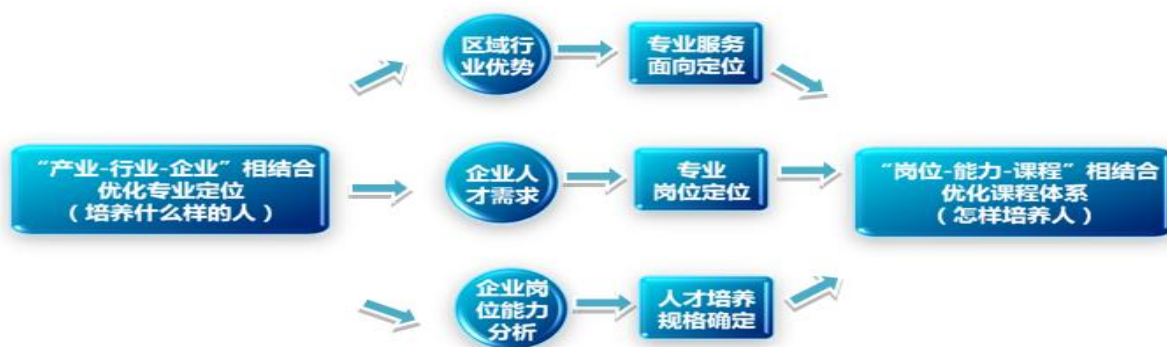 区域行
业优势
专业服务
面向定位
“产业-行业-企业”相结合
优化专业定位
（培养什么样的人）
企业人
才需求
专业
岗位定位
“岗位-能力-课程”相结合
优化课程体系
（怎样培养人）
企业岗
位能力
分析
人才培养
规格确定